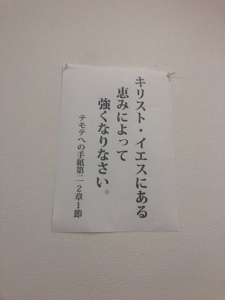 キリスト・イエスにある
恵みによって
強くなりなさい。
テモテへの手紙第二 2章1節